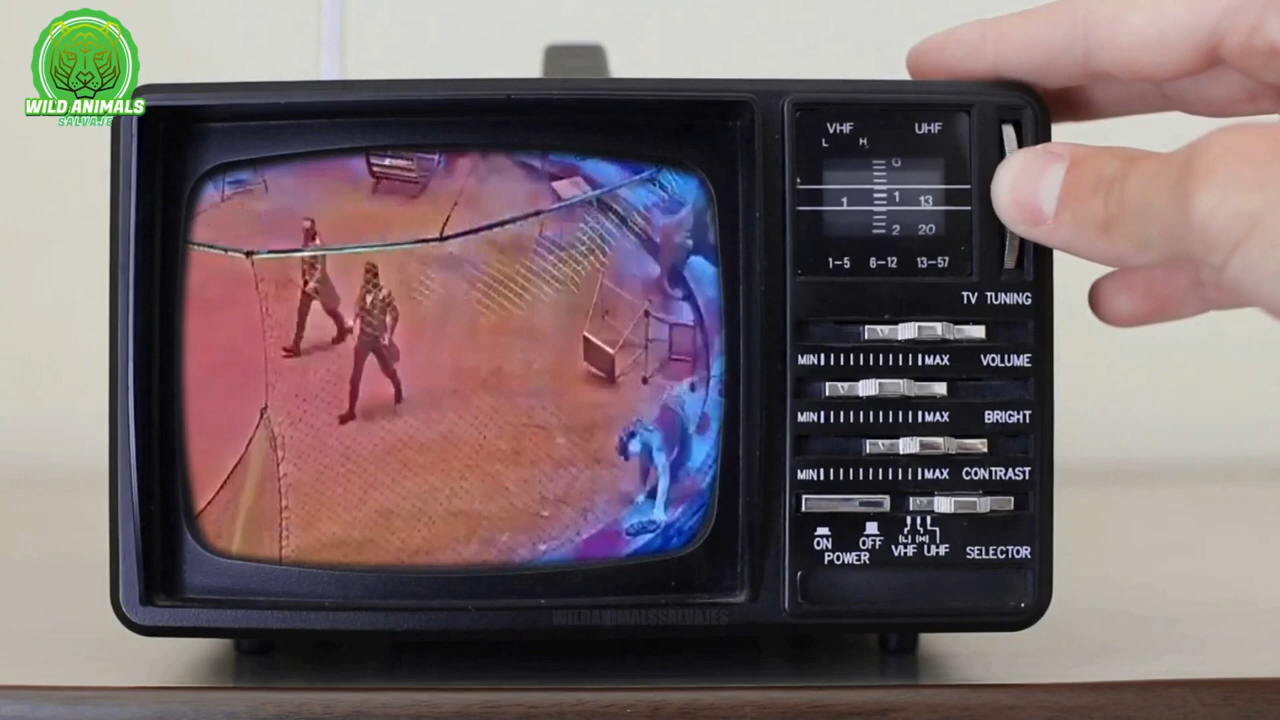 WILD ANIMALS
SALVAJE
VHF UHF
L H
0
1 1 13
2 20
1-5 6-12 13-57
TV TUNING
MIN MAX VOLUME
MIN MAX BRIGHT
MIN MAX CONTRAST
ON OFF
POWER
(L) (H)
VHF UHF
SELECTOR
WILDANIMALSSALVAJES